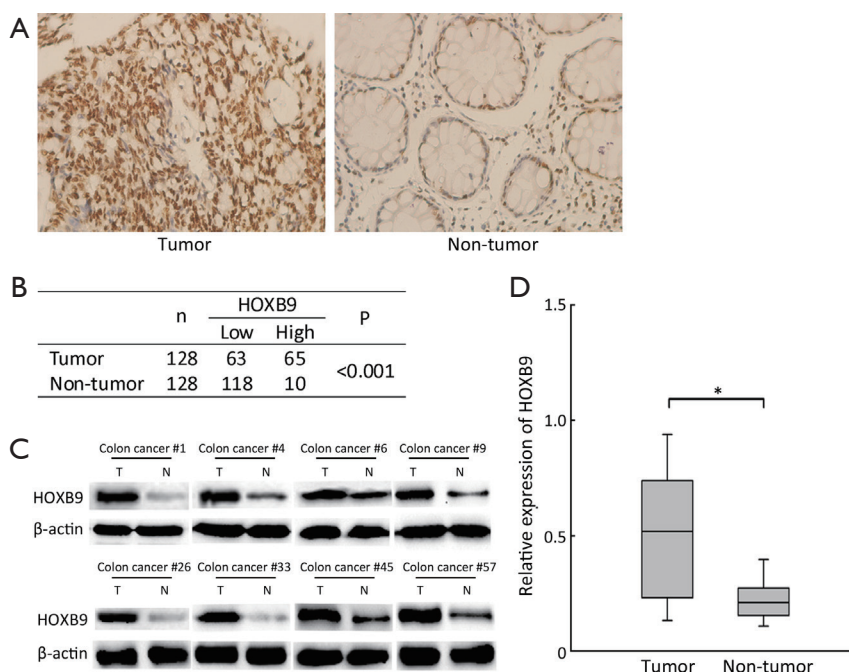 A
Tumor Non-tumor
B
n HOXB9 P
Low High
Tumor 128 63 65 <0.001
Non-tumor 128 118 10
C
Colon cancer #1 Colon cancer #4 Colon cancer #6 Colon cancer #9
T N T N T N T N
HOXB9
β-actin
Colon cancer #26 Colon cancer #33 Colon cancer #45 Colon cancer #57
T N T N T N T N
HOXB9
β-actin
D
Relative expression of HOXB9
1.5
1.0
0.5
0
*
Tumor Non-tumor